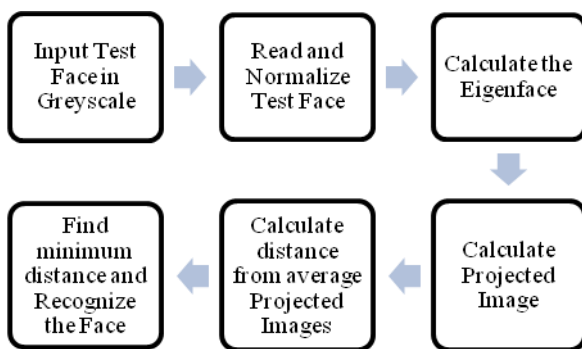 Input Test
Face in
Greyscale
Read and
Normalize
Test Face
Calculate the
Eigenface
Calculate
Projected
Image
Calculate
distance
from average
Projected
Images
Find
minimum
distance and
Recognize
the Face